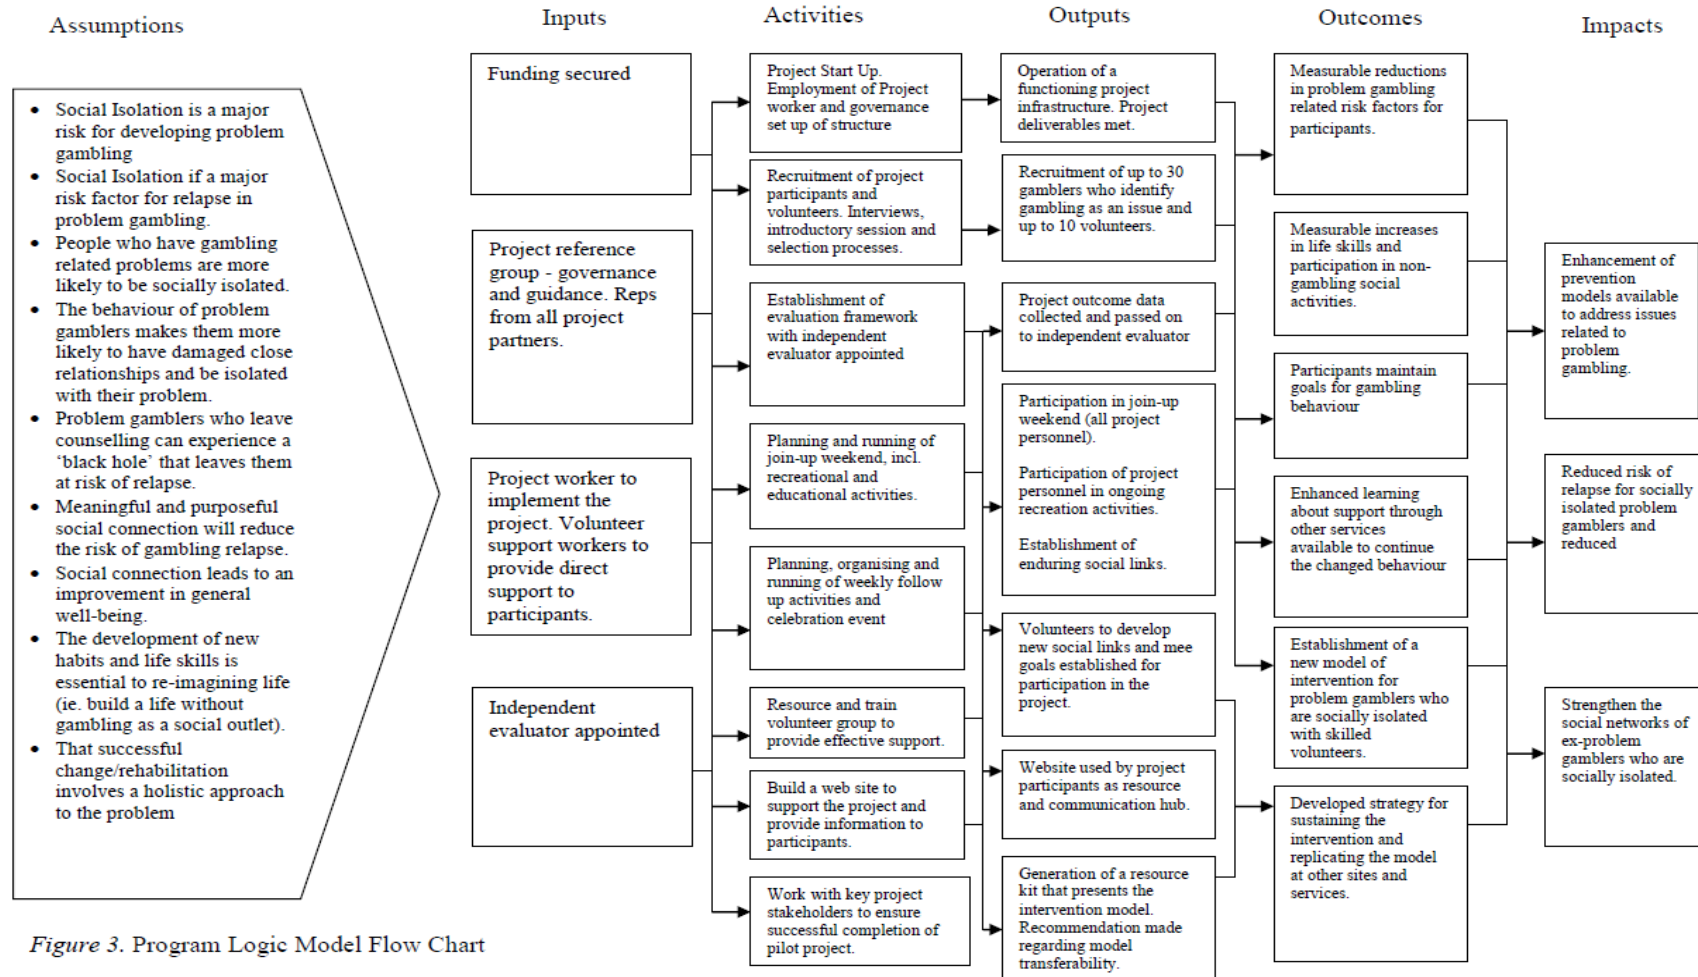 Assumptions
Inputs
Activities
Outputs
Outcomes
Impacts
• Social Isolation is a major
risk for developing problem
gambling
• Social Isolation if a major
risk factor for relapse in
problem gambling.
• People who have gambling
related problems are more
likely to be socially isolated.
• The behaviour of problem
gamblers makes them more
likely to have damaged close
relationships and be isolated
with their problem.
• Problem gamblers who leave
counselling can experience a
‘black hole’ that leaves them
at risk of relapse.
• Meaningful and purposeful
social connection will reduce
the risk of gambling relapse.
• Social connection leads to an
improvement in general
well-being.
• The development of new
habits and life skills is
essential to re-imagining life
(ie. build a life without
gambling as a social outlet).
• That successful
change/rehabilitation
involves a holistic approach
to the problem
Funding secured
Project reference
group - governance
and guidance. Reps
from all project
partners.
Project worker to
implement the
project. Volunteer
support workers to
provide direct
support to
participants.
Independent
evaluator appointed
Project Start Up.
Employment of Project
worker and governance
set up of structure
Recruitment of project
participants and
volunteers. Interviews,
introductory session and
selection processes.
Establishment of
evaluation framework
with independent
evaluator appointed
Planning and running of
join-up weekend, incl.
recreational and
educational activities.
Planning, organising and
running of weekly follow
up activities and
celebration event
Resource and train
volunteer group to
provide effective support.
Build a web site to
support the project and
provide information to
participants.
Work with key project
stakeholders to ensure
successful completion of
pilot project.
Operation of a
functioning project
infrastructure. Project
deliverables met.
Recruitment of up to 30
gamblers who identify
gambling as an issue and
up to 10 volunteers.
Project outcome data
collected and passed on
to independent evaluator
Participation in join-up
weekend (all project
personnel).
Participation of project
personnel in ongoing
recreation activities.
Establishment of
enduring social links.
Volunteers to develop
new social links and mee
goals established for
participation in the
project.
Website used by project
participants as resource
and communication hub.
Generation of a resource
kit that presents the
intervention model.
Recommendation made
regarding model
transferability.
Measurable reductions
in problem gambling
related risk factors for
participants.
Measurable increases
in life skills and
participation in non-
gambling social
activities.
Participants maintain
goals for gambling
behaviour
Enhanced learning
about support through
other services
available to continue
the changed behaviour
Establishment of a
new model of
intervention for
problem gamblers who
are socially isolated
with skilled
volunteers.
Developed strategy for
sustaining the
intervention and
replicating the model
at other sites and
services.
Enhancement of
prevention
models available
to address issues
related to
problem
gambling.
Reduced risk of
relapse for socially
isolated problem
gamblers and
reduced
Strengthen the
social networks of
ex-problem
gamblers who are
socially isolated.
Figure 3. Program Logic Model Flow Chart